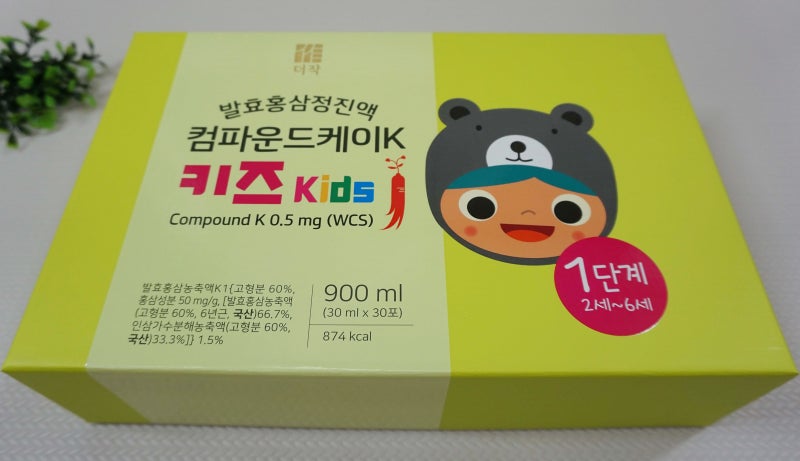 더작
발효홍삼정진액
컴파운드케이K
키즈 Kids
Compound K 0.5 mg (WCS)
발효홍삼농축액K1{고형분 60%,
홍삼성분 50 mg/g, [발효홍삼농축액
(고형분 60%, 6년근, 국산)66.7%,
인삼가수분해농축액(고형분 60%,
국산)33.3%]} 1.5%
900 ml
(30 ml x 30포)
874 kcal
1단계
2세~6세